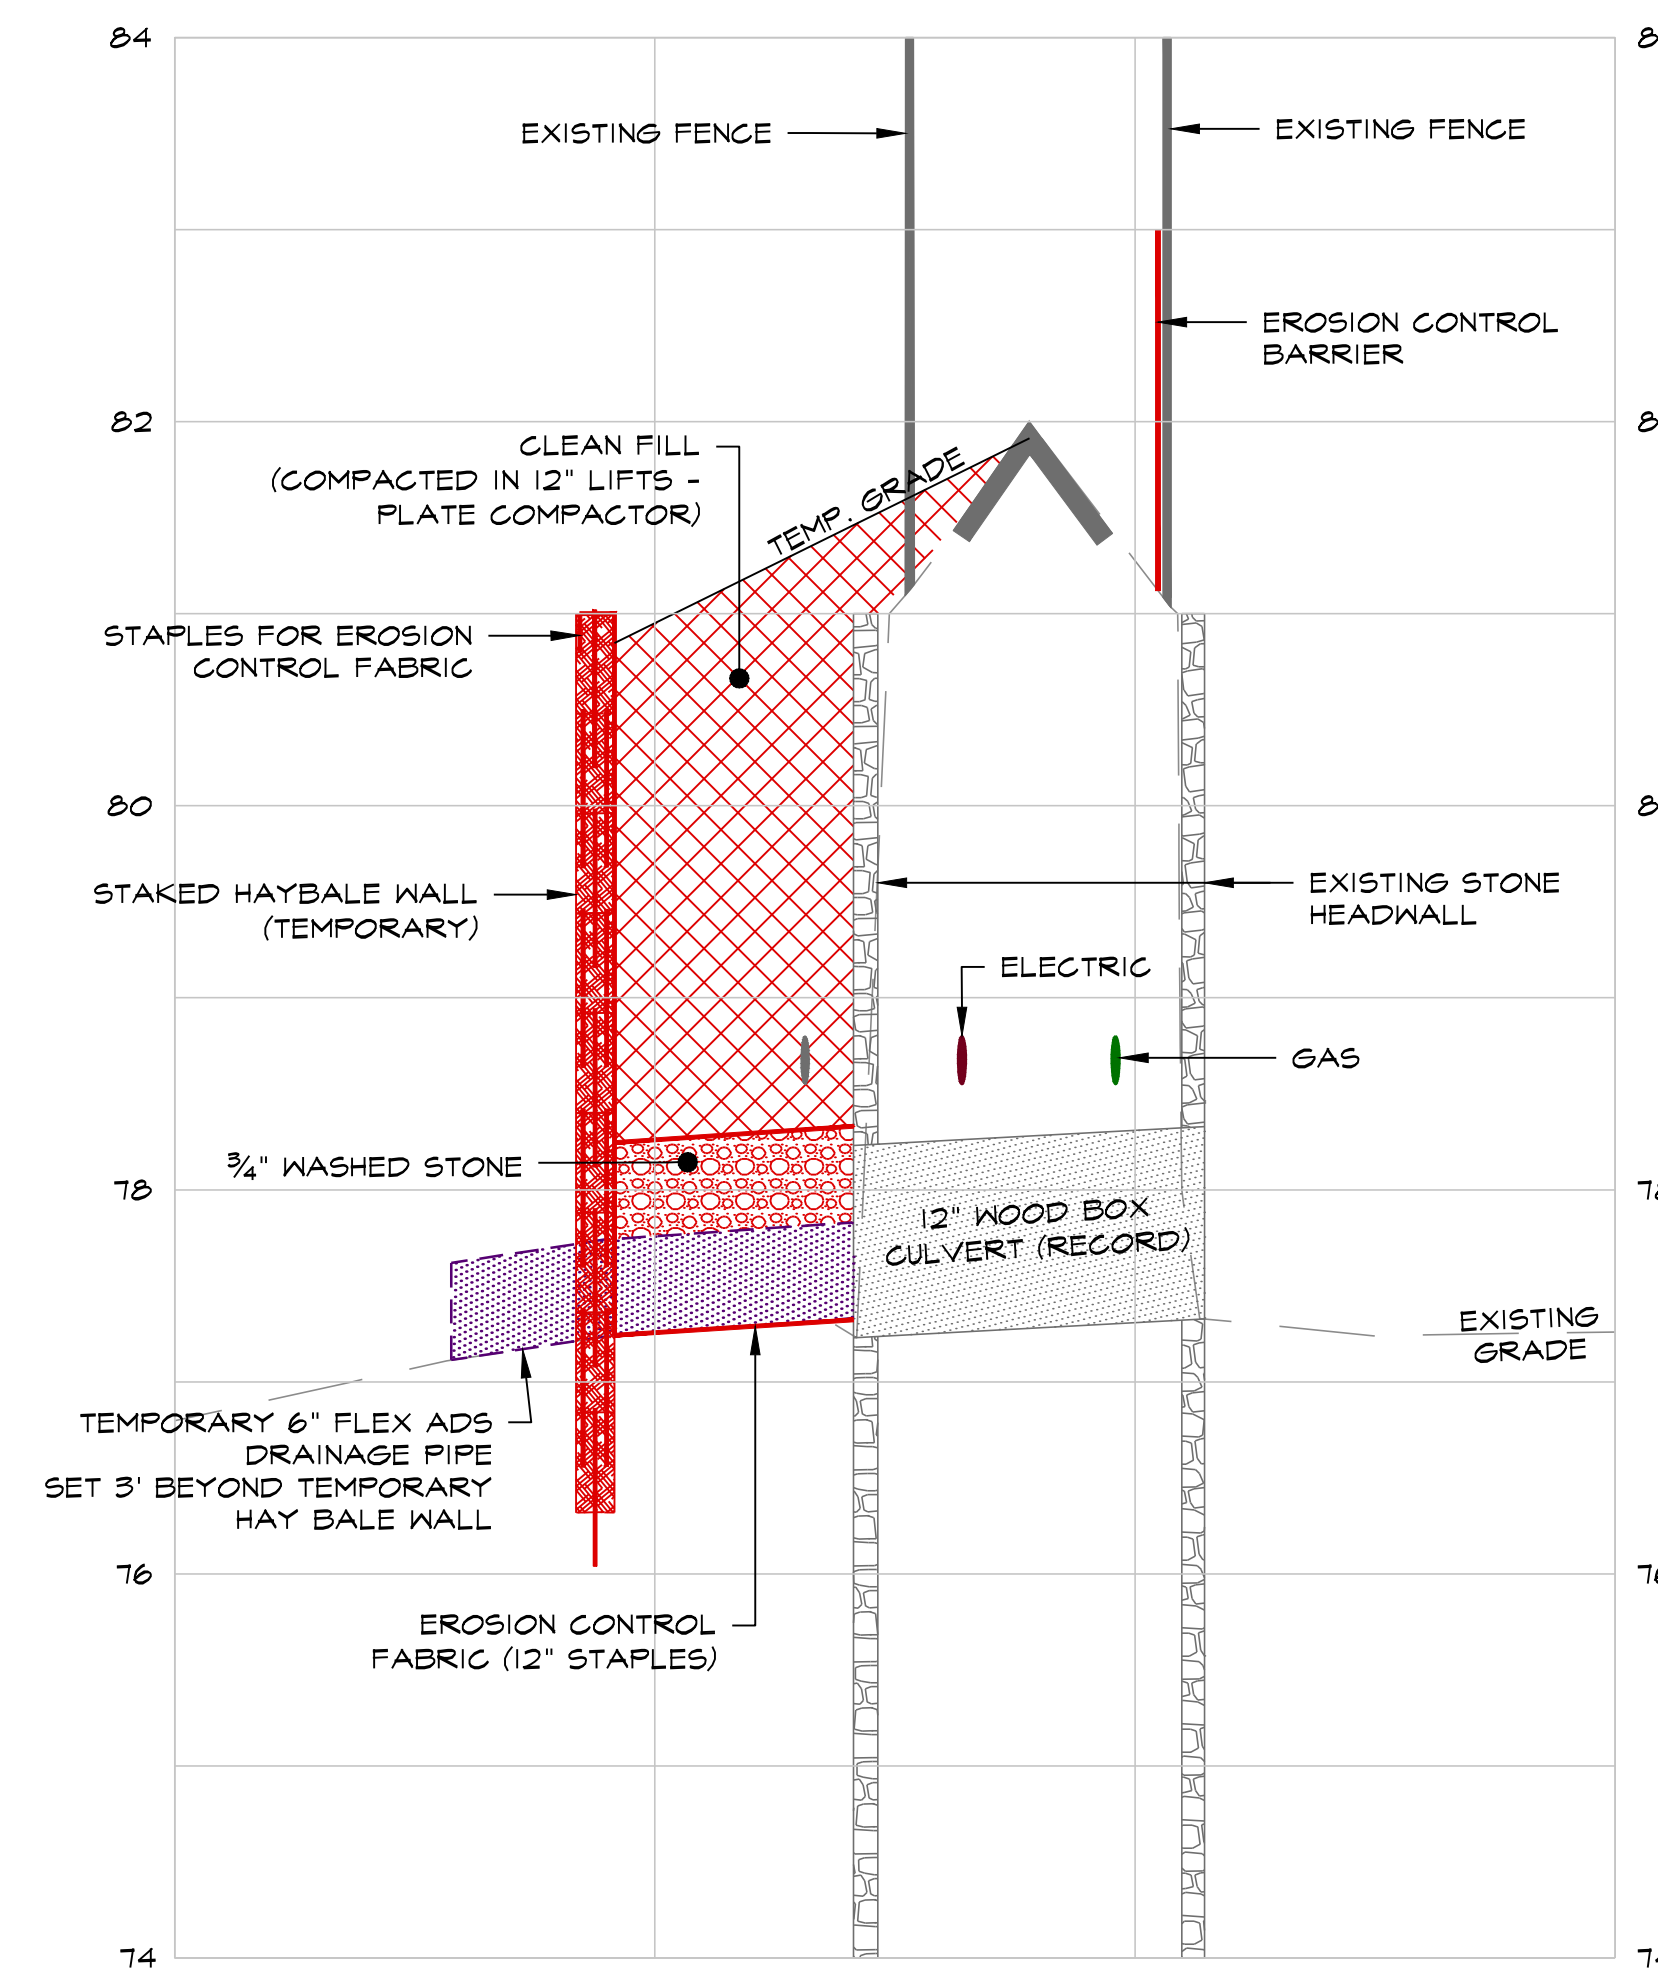 84
EXISTING FENCE
EXISTING FENCE
EROSION CONTROL
BARRIER
82
CLEAN FILL
(COMPACTED IN 12" LIFTS -
PLATE COMPACTOR)
TEMP. GRADE
STAPLES FOR EROSION
CONTROL FABRIC
80
STAKED HAYBALE WALL
(TEMPORARY)
EXISTING STONE
HEADWALL
ELECTRIC
GAS
3/4" WASHED STONE
78
12" WOOD BOX
CULVERT (RECORD)
EXISTING
GRADE
TEMPORARY 6" FLEX ADS
DRAINAGE PIPE
SET 3' BEYOND TEMPORARY
HAY BALE WALL
76
EROSION CONTROL
FABRIC (12" STAPLES)
74